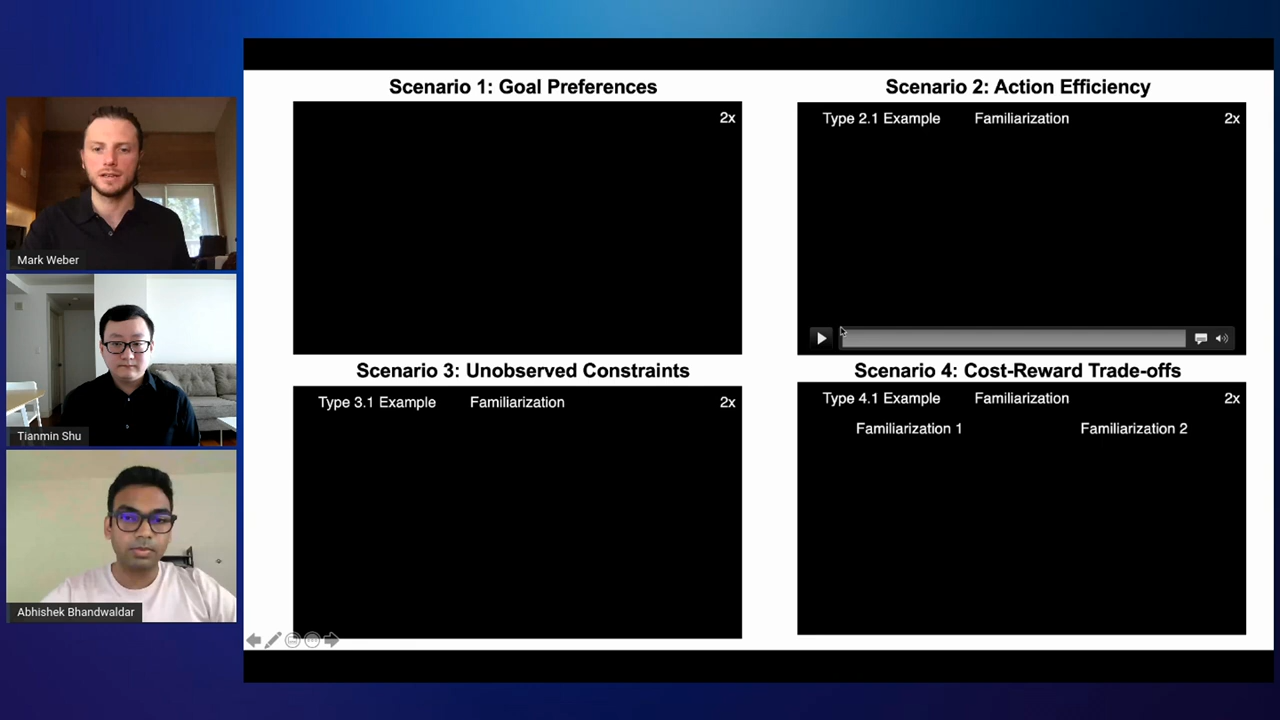 Mark Weber
Tianmin Shu
Abhishek Bhandwaldar
Scenario 1: Goal Preferences
2x
Scenario 2: Action Efficiency
Type 2.1 Example Familiarization 2x
Scenario 3: Unobserved Constraints
Type 3.1 Example Familiarization 2x
Scenario 4: Cost-Reward Trade-offs
Type 4.1 Example Familiarization 2x
Familiarization 1 Familiarization 2